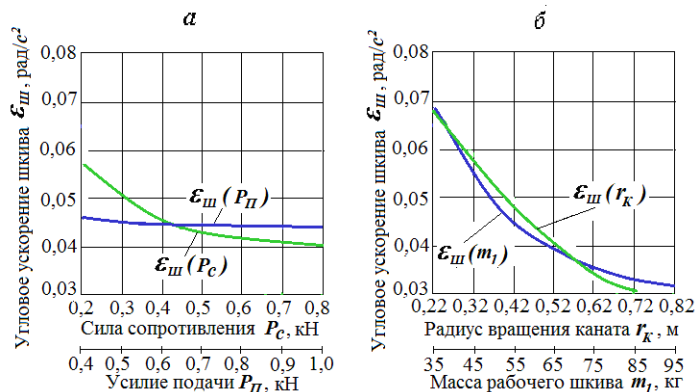 а
Угловое ускорение шкива εШ, рад/с²
0,08
0,07
0,06
0,05
0,04
0,03
εШ(PП)
εШ(PС)
0,2 0,3 0,4 0,5 0,6 0,7 0,8
Сила сопротивления PС, кН
0,4 0,5 0,6 0,7 0,8 0,9 1,0
Усилие подачи PП, кН
б
Угловое ускорение шкива εШ, рад/с²
0,08
0,07
0,06
0,05
0,04
0,03
εШ(rК)
εШ(m1)
0,22 0,32 0,42 0,52 0,62 0,72 0,82
Радиус вращения каната rК, м
35 45 55 65 75 85 95
Масса рабочего шкива m1, кг